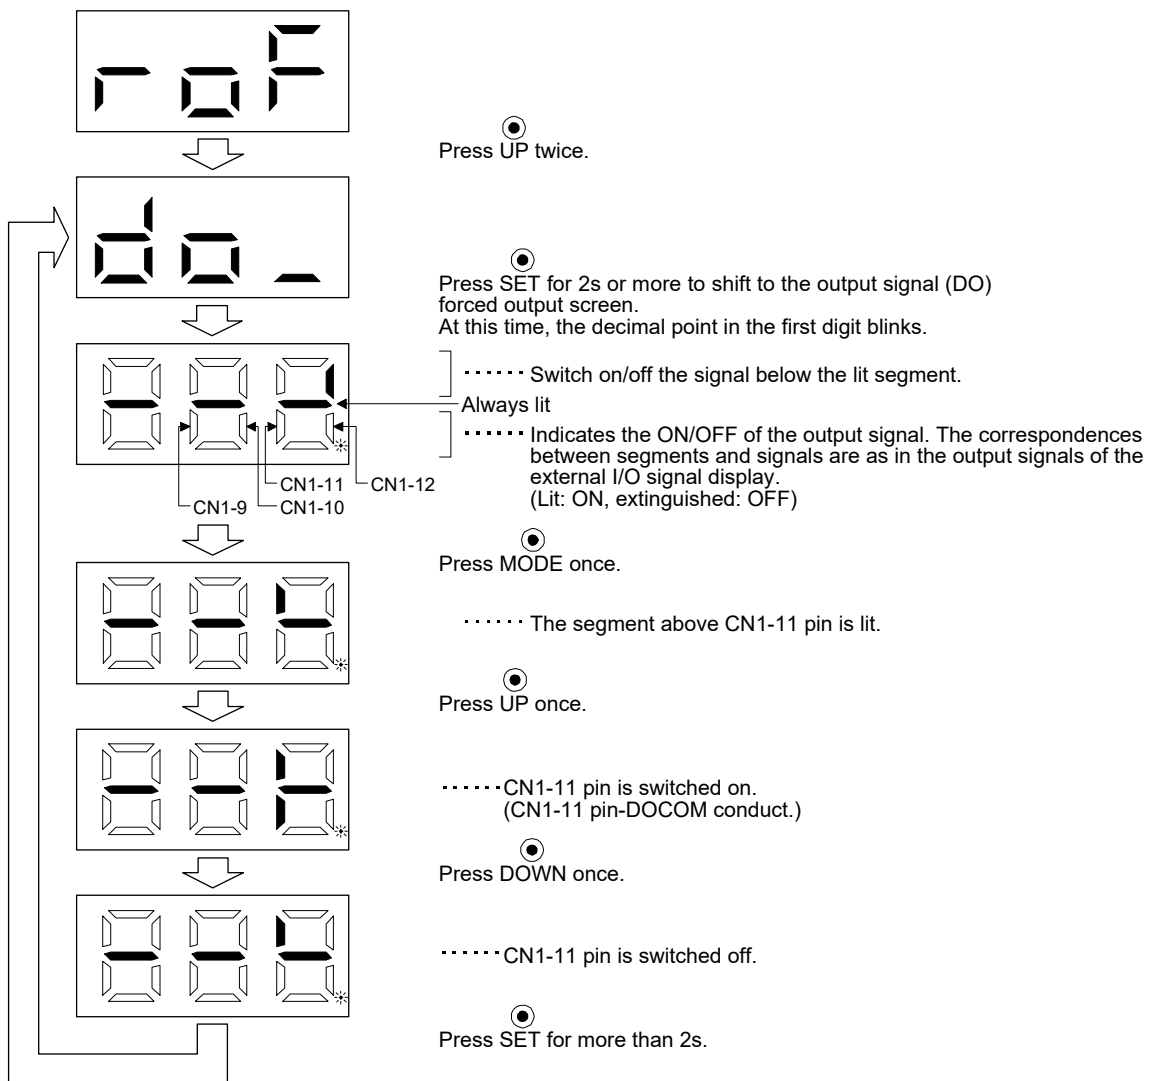 roF
Press UP twice.
do_
Press SET for 2s or more to shift to the output signal (DO)
forced output screen.
At this time, the decimal point in the first digit blinks.
Switch on/off the signal below the lit segment.
Always lit
Indicates the ON/OFF of the output signal. The correspondences
between segments and signals are as in the output signals of the
external I/O signal display.
(Lit: ON, extinguished: OFF)
CN1-11
CN1-12
CN1-9
CN1-10
Press MODE once.
The segment above CN1-11 pin is lit.
Press UP once.
CN1-11 pin is switched on.
(CN1-11 pin-DOCOM conduct.)
Press DOWN once.
CN1-11 pin is switched off.
Press SET for more than 2s.